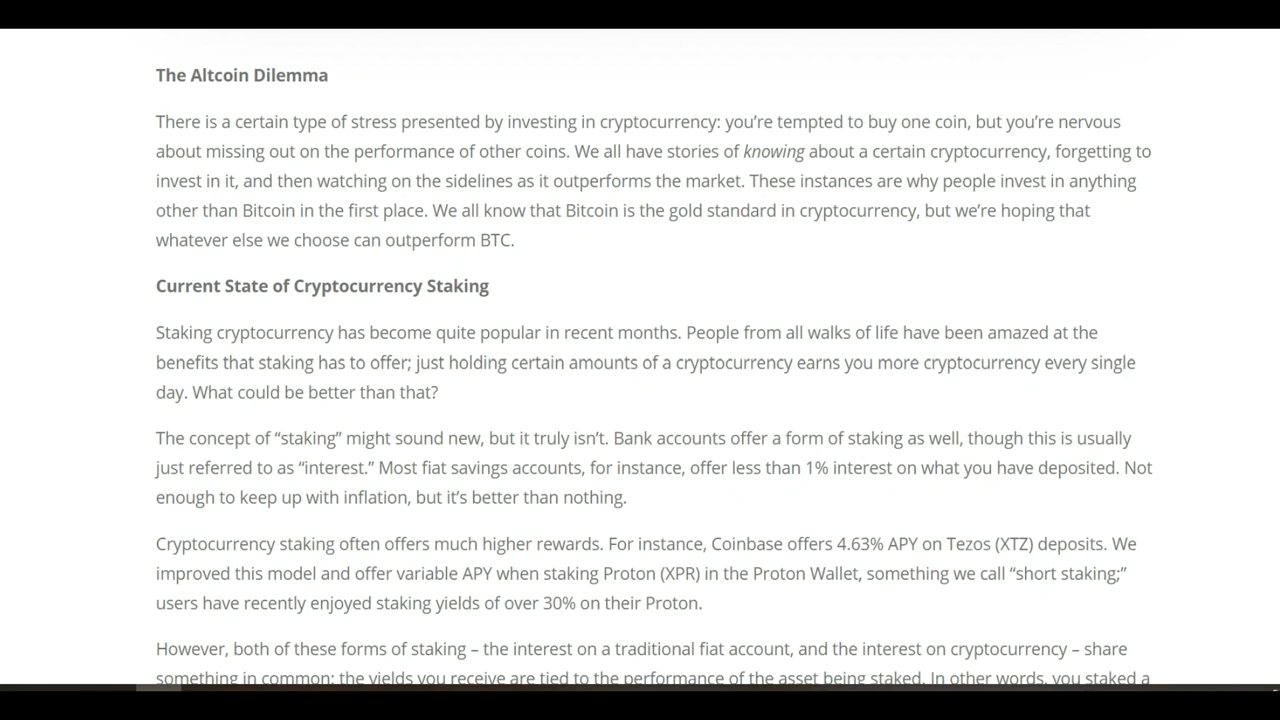 The Altcoin Dilemma
There is a certain type of stress presented by investing in cryptocurrency: you’re tempted to buy one coin, but you’re nervous
about missing out on the performance of other coins. We all have stories of knowing about a certain cryptocurrency, forgetting to
invest in it, and then watching on the sidelines as it outperforms the market. These instances are why people invest in anything
other than Bitcoin in the first place. We all know that Bitcoin is the gold standard in cryptocurrency, but we’re hoping that
whatever else we choose can outperform BTC.
Current State of Cryptocurrency Staking
Staking cryptocurrency has become quite popular in recent months. People from all walks of life have been amazed at the
benefits that staking has to offer; just holding certain amounts of a cryptocurrency earns you more cryptocurrency every single
day. What could be better than that?
The concept of “staking” might sound new, but it truly isn’t. Bank accounts offer a form of staking as well, though this is usually
just referred to as “interest.” Most fiat savings accounts, for instance, offer less than 1% interest on what you have deposited. Not
enough to keep up with inflation, but it’s better than nothing.
Cryptocurrency staking often offers much higher rewards. For instance, Coinbase offers 4.63% APY on Tezos (XTZ) deposits. We
improved this model and offer variable APY when staking Proton (XPR) in the Proton Wallet, something we call “short staking;”
users have recently enjoyed staking yields of over 30% on their Proton.
However, both of these forms of staking – the interest on a traditional fiat account, and the interest on cryptocurrency – share
something in common: the yields you receive are tied to the performance of the asset being staked. In other words, you staked a